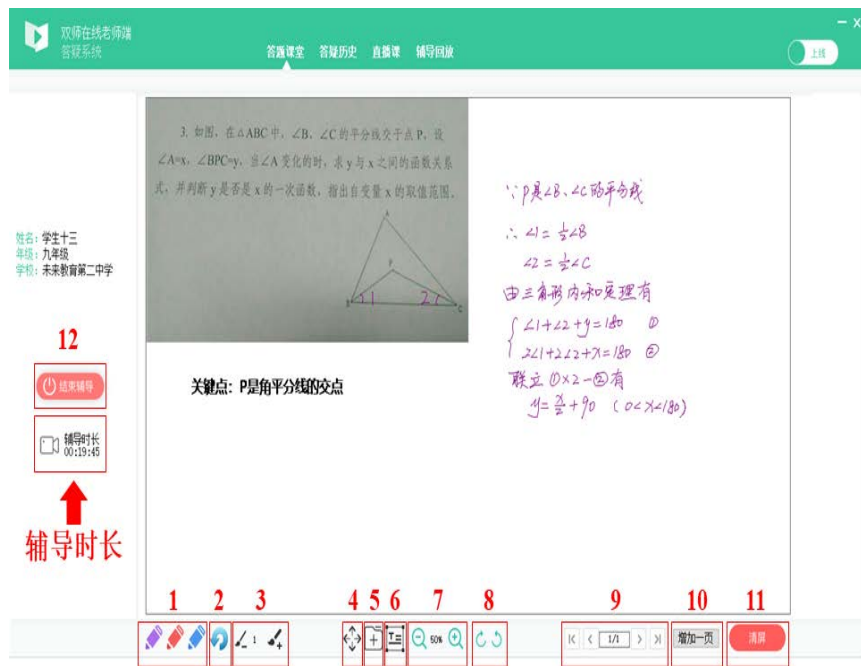 双师在线老师端
答疑系统
答题课堂 答疑历史 直播课 辅导回放
上线
3. 如图，在△ABC中，∠B、∠C的平分线交于点P，设
∠A=x，∠BPC=y，当∠A变化的时，求y与x之间的函数关系
式，并判断y是否是x的一次函数，指出自变量x的取值范围。
A
P
B 1 2 C
关键点：P是角平分线的交点
∵P是∠B、∠C的平分线
∴ ∠1=½∠B
∠2=½∠C
由三角形内和定理有
∠1+∠2+y=180 ①
2∠1+2∠2+x=180 ②
联立①×2-②有
y=x/2+90 (0<x<180)
姓名：学生十三
年级：九年级
学校：未来教育第二中学
12
结束辅导
辅导时长
00:19:45
辅导时长
1 2 3 4 5 6 7 8 9 10 11
1 T 50% 1/1 增加一页 清屏